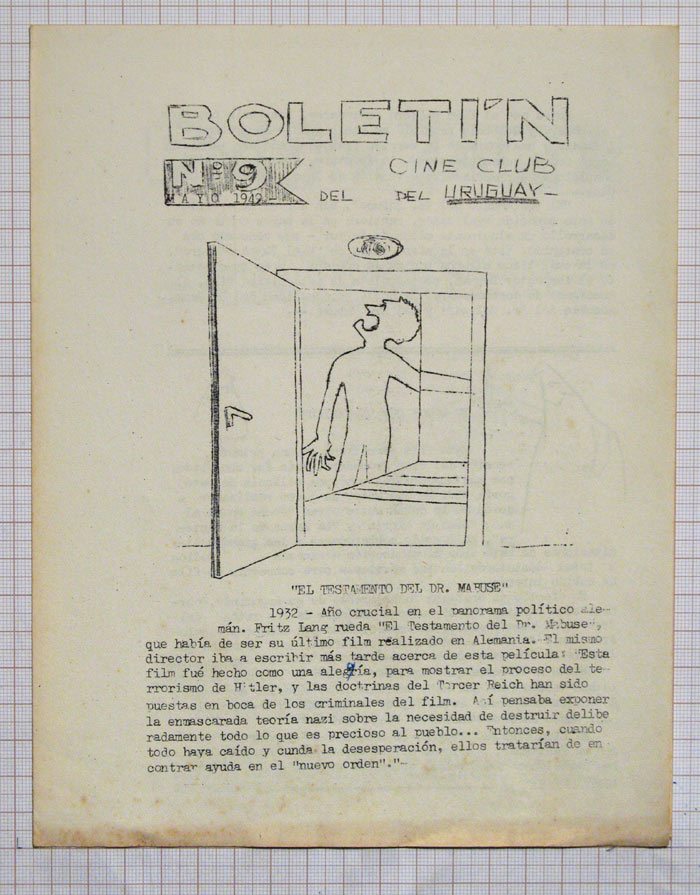 BOLETI'N
Nro 9
MAYO 1942-
DEL
CINE CLUB
DEL URUGUAY-
"EL TESTAMENTO DEL DR. MABUSE"
1932 - Año crucial en el panorama político ale-
mán. Fritz Lang rueda "El Testamento del Dr. Mabuse",
que había de ser su último film realizado en Alemania. El mismo
director iba a escribir más tarde acerca de esta película: "Esta
film fué hecho como una alegría, para mostrar el proceso del te-
rrorismo de Hitler, y las doctrinas del Tercer Reich han sido
puestas en boca de los criminales del film. Así pensaba exponer
la enmascarada teoría nazi sobre la necesidad de destruir delibe
radamente todo lo que es precioso al pueblo... Entonces, cuando
todo haya caído y cunda la desesperación, ellos tratarían de en
contrar ayuda en el "nuevo orden"."-